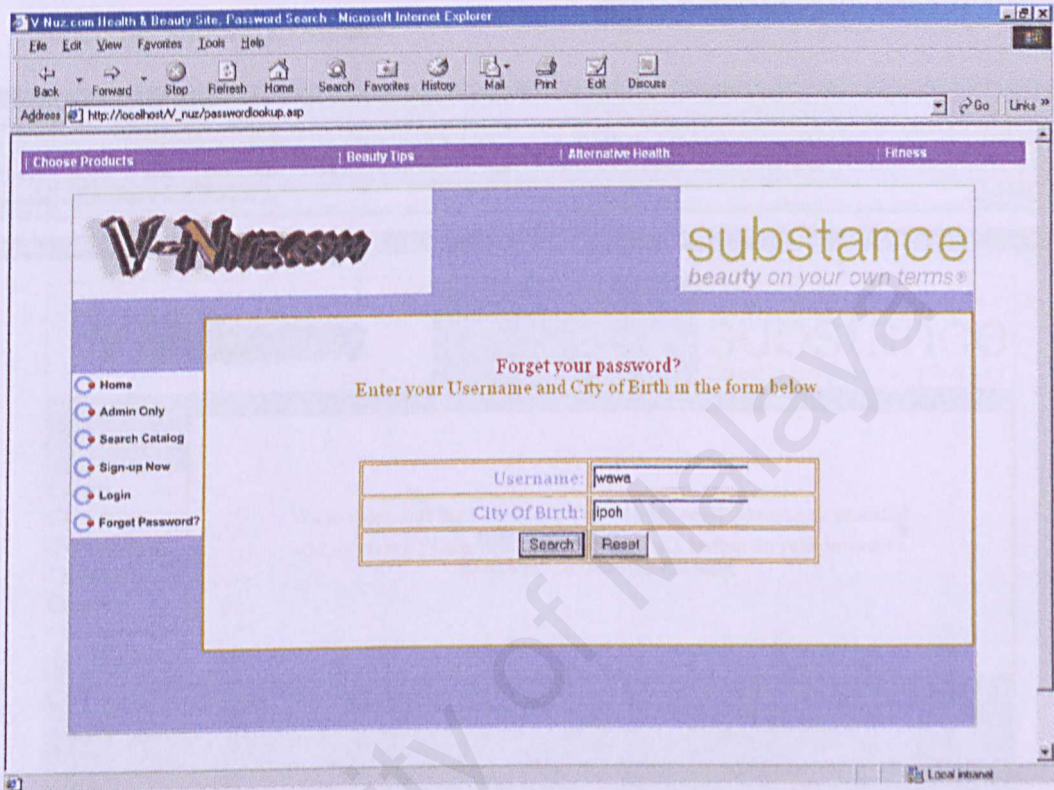 V Nuz.com Health & Beauty Site, Password Search - Microsoft Internet Explorer
File Edit View Favorites Tools Help
Back Forward Stop Refresh Home Search Favorites History Mail Print Edit Discuss
Address http://localhost/V_nuz/passwordlookup.asp Go Links »
| Choose Products | Beauty Tips | Alternative Health | Fitness
V-Nuz.com
substance
beauty on your own terms®
Forget your password?
Enter your Username and City of Birth in the form below
Home
Admin Only
Search Catalog
Sign-up Now
Login
Forget Password?
Username: wawa
City Of Birth: ipoh
Search Reset
Local intranet
ity of Malaya